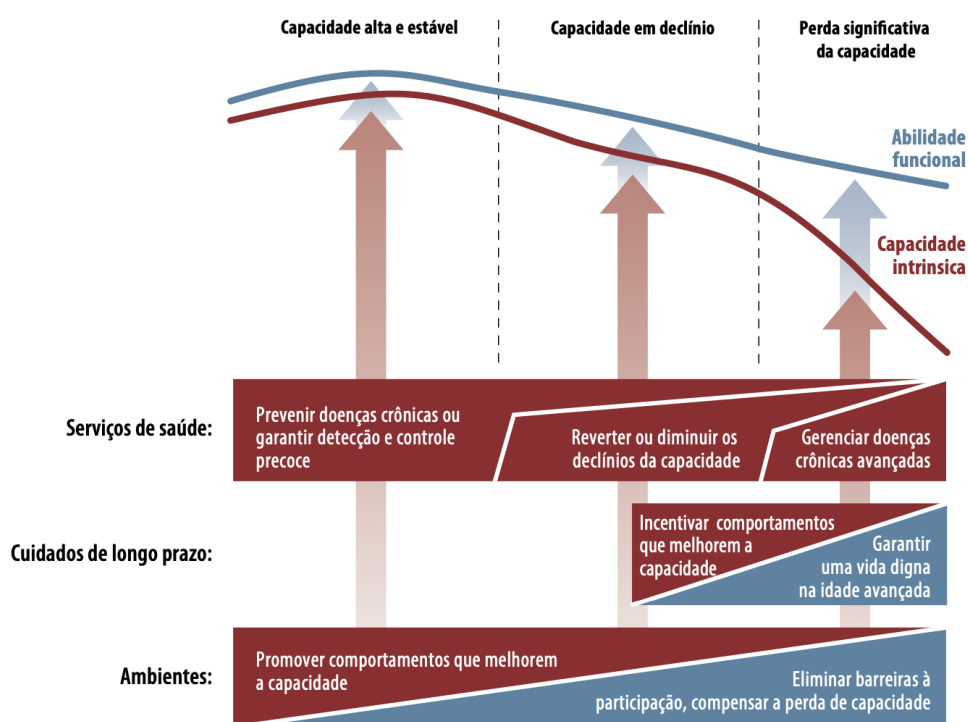 Capacidade alta e estável
Capacidade em declínio
Perda significativa
da capacidade
Abilidade
funcional
Capacidade
intrinsica
Serviços de saúde:
Prevenir doenças crônicas ou
garantir detecção e controle
precoce
Reverter ou diminuir os
declínios da capacidade
Gerenciar doenças
crônicas avançadas
Cuidados de longo prazo:
Incentivar comportamentos
que melhorem a
capacidade
Garantir
uma vida digna
na idade avançada
Ambientes:
Promover comportamentos que melhorem
a capacidade
Eliminar barreiras à
participação, compensar a perda de capacidade